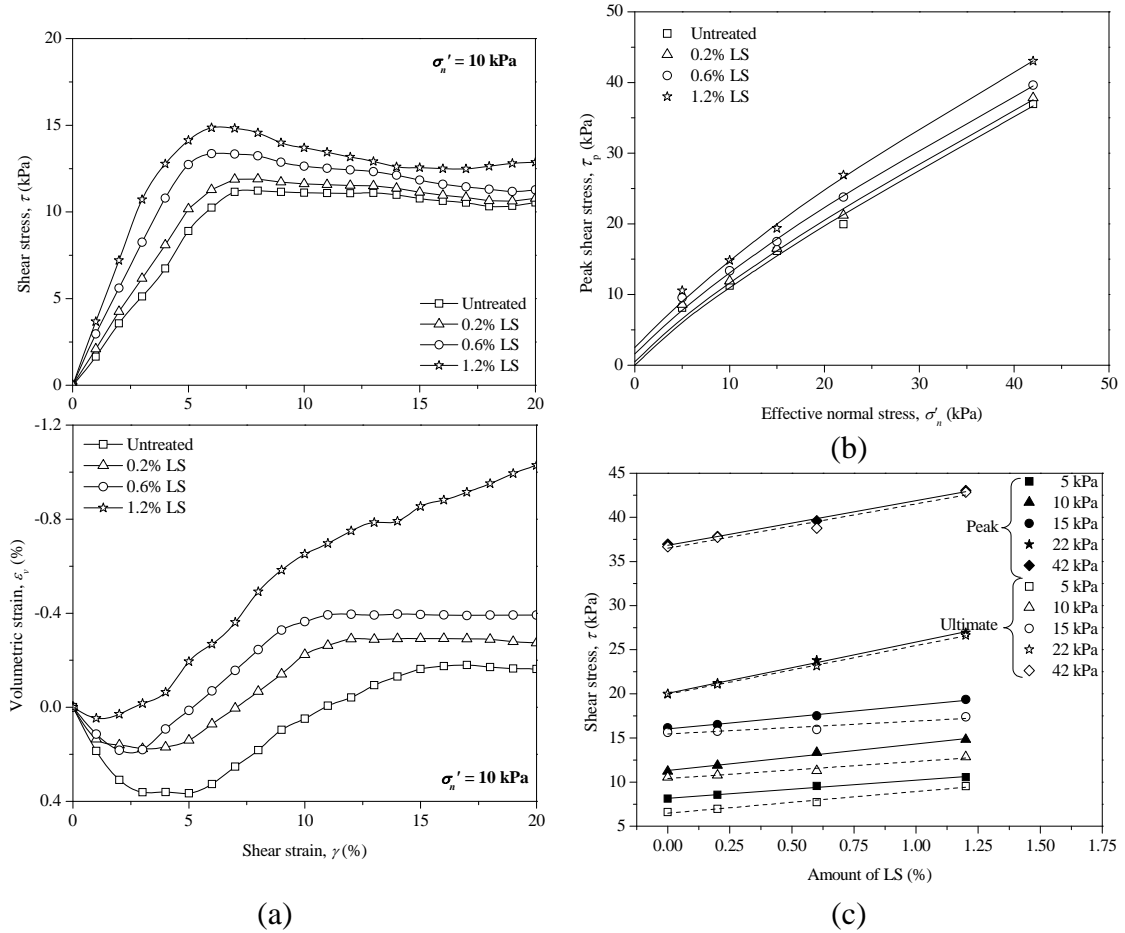 20
15
10
5
0
Shear stress, τ (kPa)
σn′ = 10 kPa
Untreated
0.2% LS
0.6% LS
1.2% LS
0 5 10 15 20
-1.2
-0.8
-0.4
0.0
0.4
Volumetric strain, εv (%)
Untreated
0.2% LS
0.6% LS
1.2% LS
σn′ = 10 kPa
0 5 10 15 20
Shear strain, γ (%)
(a)
50
40
30
20
10
0
Peak shear stress, τp (kPa)
Untreated
0.2% LS
0.6% LS
1.2% LS
0 10 20 30 40 50
Effective normal stress, σ′n (kPa)
(b)
45
40
35
30
25
20
15
10
5
Shear stress, τ (kPa)
Peak
5 kPa
10 kPa
15 kPa
22 kPa
42 kPa
Ultimate
5 kPa
10 kPa
15 kPa
22 kPa
42 kPa
0.00 0.25 0.50 0.75 1.00 1.25 1.50 1.75
Amount of LS (%)
(c)